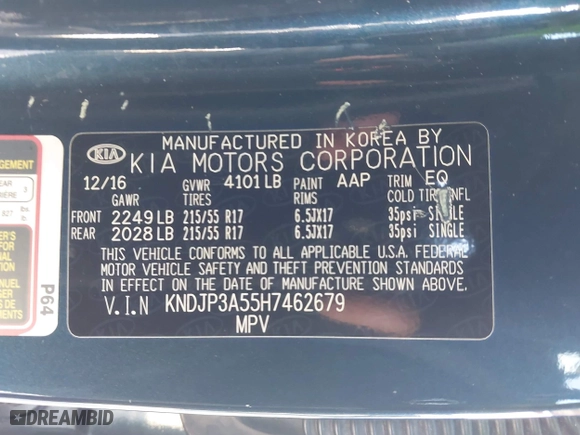 MANUFACTURED IN KOREA BY
KIA KIA MOTORS CORPORATION
12/16 GVWR 4101LB PAINT AAP TRIM EQ
GAWR TIRES RIMS COLD TIRE INFL
FRONT 2249LB 215/55 R17 6.5JX17 35psi SINGLE
REAR 2028LB 215/55 R17 6.5JX17 35psi SINGLE
THIS VEHICLE CONFORMS TO ALL APPLICABLE U.S.A. FEDERAL
MOTOR VEHICLE SAFETY AND THEFT PREVENTION STANDARDS
IN EFFECT ON THE DATE OF MANUFACTURE SHOWN ABOVE.
V.I.N KNDJP3A55H7462679
MPV
P64
DREAMBID